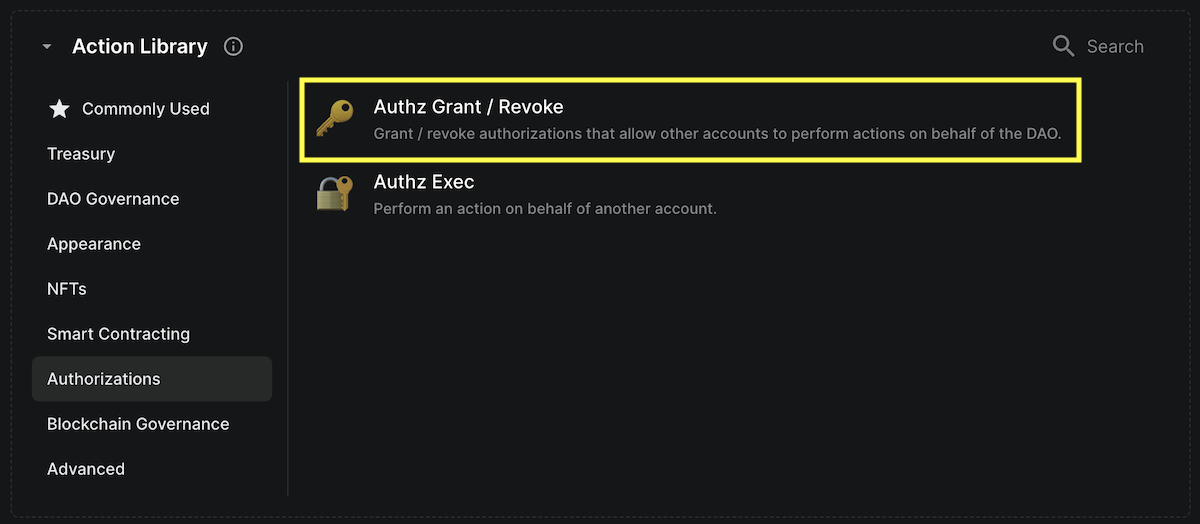 Action Library
Search
Commonly Used
Treasury
DAO Governance
Appearance
NFTs
Smart Contracting
Authorizations
Blockchain Governance
Advanced
Authz Grant / Revoke
Grant / revoke authorizations that allow other accounts to perform actions on behalf of the DAO.
Authz Exec
Perform an action on behalf of another account.